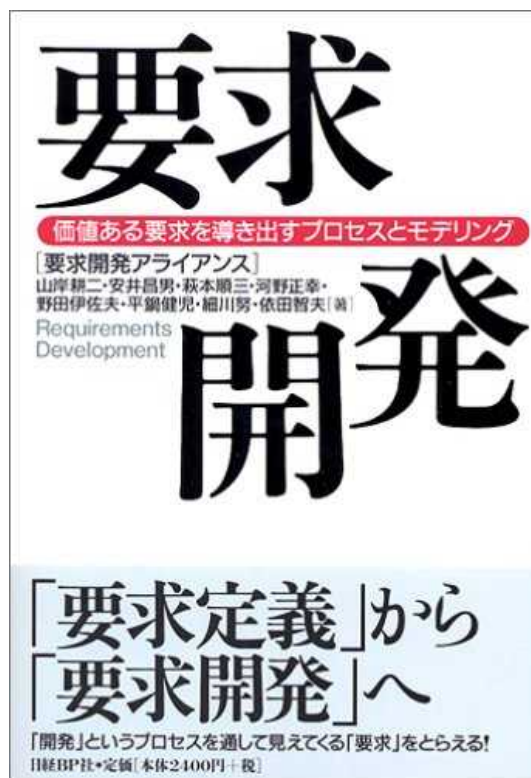 要求
価値ある要求を導き出すプロセスとモデリング
[要求開発アライアンス]
山岸耕二・安井昌男・萩本順三・河野正幸・
野田伊佐夫・平鍋健児・細川努・依田智夫[著]
Requirements
Development
開発
「要求定義」から
「要求開発」へ
「開発」というプロセスを通して見えてくる「要求」をとらえる!
日経BP社・定価[本体2400円+税]